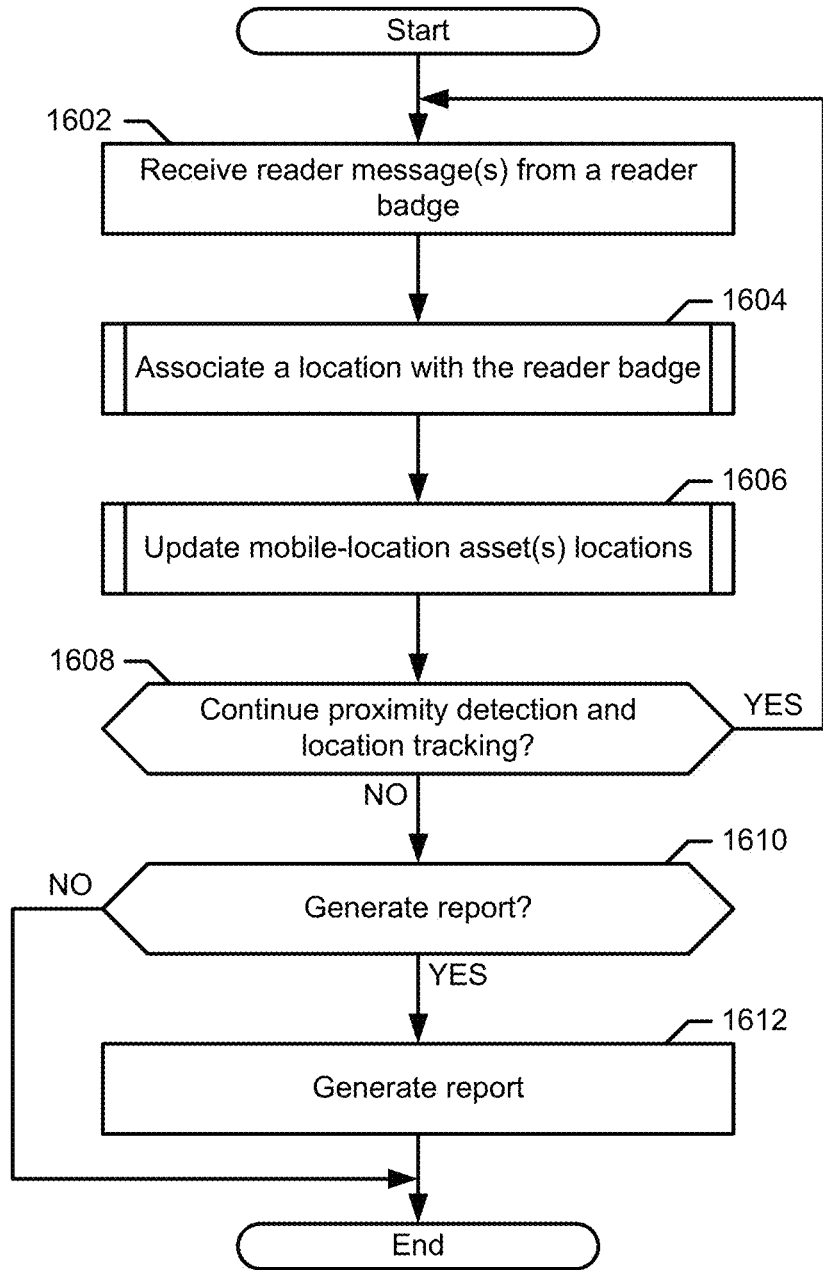 Start
1602
Receive reader message(s) from a reader
badge
1604
Associate a location with the reader badge
1606
Update mobile-location asset(s) locations
1608
Continue proximity detection and
location tracking?
YES
NO
1610
NO
Generate report?
YES
1612
Generate report
End